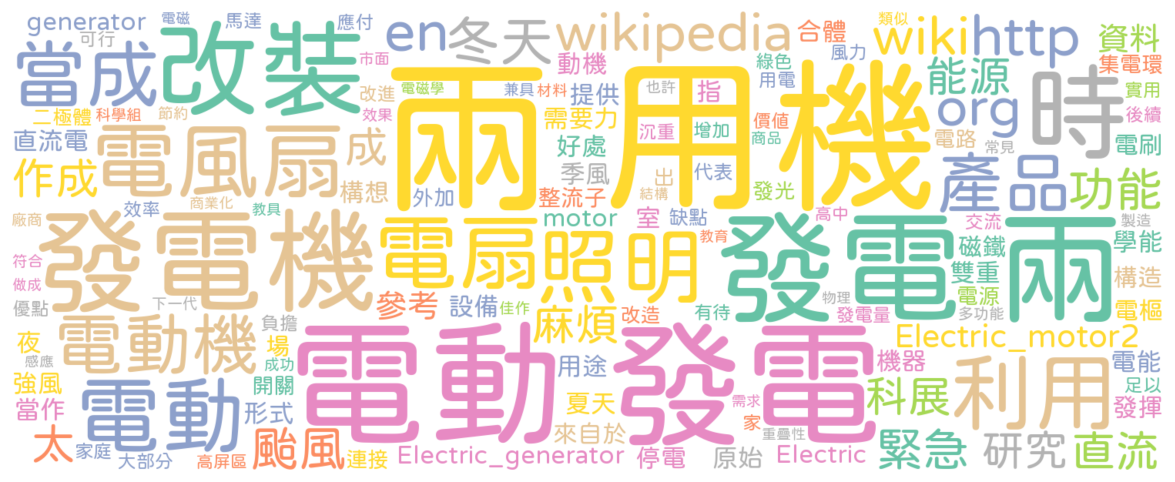 generator 電磁 馬達 應付 en 冬天 wikipedia 合體 類似 wiki http 資料
可行 當成 改裝 市面 動機 綠色 風力 能源 集電環
兩用機 電磁學 兼具 材料 提供 也許 指 用電 org 時 實用
二極體 科學組 節約 改進 效果 需要力 沉重 增加 價值 商品 電路 常見 後續
直流電 電風扇 成 好處 代表 產品 電刷
作成 構想 季風 出 發光 功能
效率 商業化 外加 整流子 結構
廠商 教具 發電機 電扇 motor 照明 室 缺點 高中 發電兩 交流 製造
符合 教育 磁鐵 學能
做成 雙重 構造
優點 下一代 參考 設備 佳作 麻煩 改造 有待 物理 發電量 電源 多功能 電樞
夜 電動機 負擔 場 電動發電 Electric_motor2
感應 成功 用途 機器 電能
強風 電動 開關 夏天 需求 科展 利用 足以
當作 形式 家 發揮
太 家庭 大部分 高屏區 颱風 連接 來自於 重疊性 緊急 研究 直流
Electric_generator 停電 原始 Electric